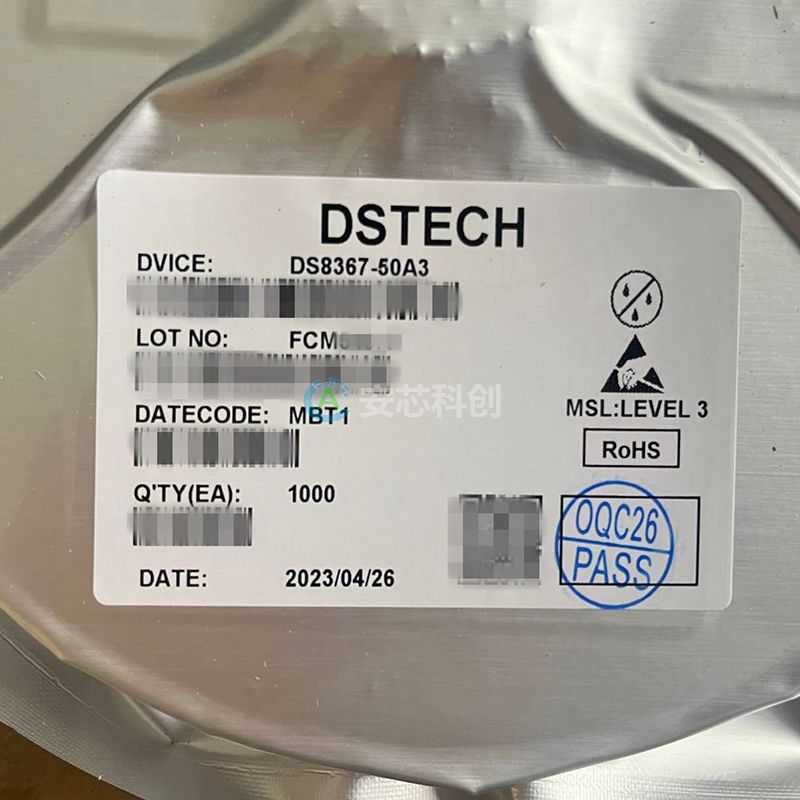 DSTECH
DVICE: DS8367-50A3
LOT NO: FCM
安芯科创
DATECODE: MBT1
MSL:LEVEL 3
RoHS
Q'TY(EA): 1000
OQC26
PASS
DATE: 2023/04/26